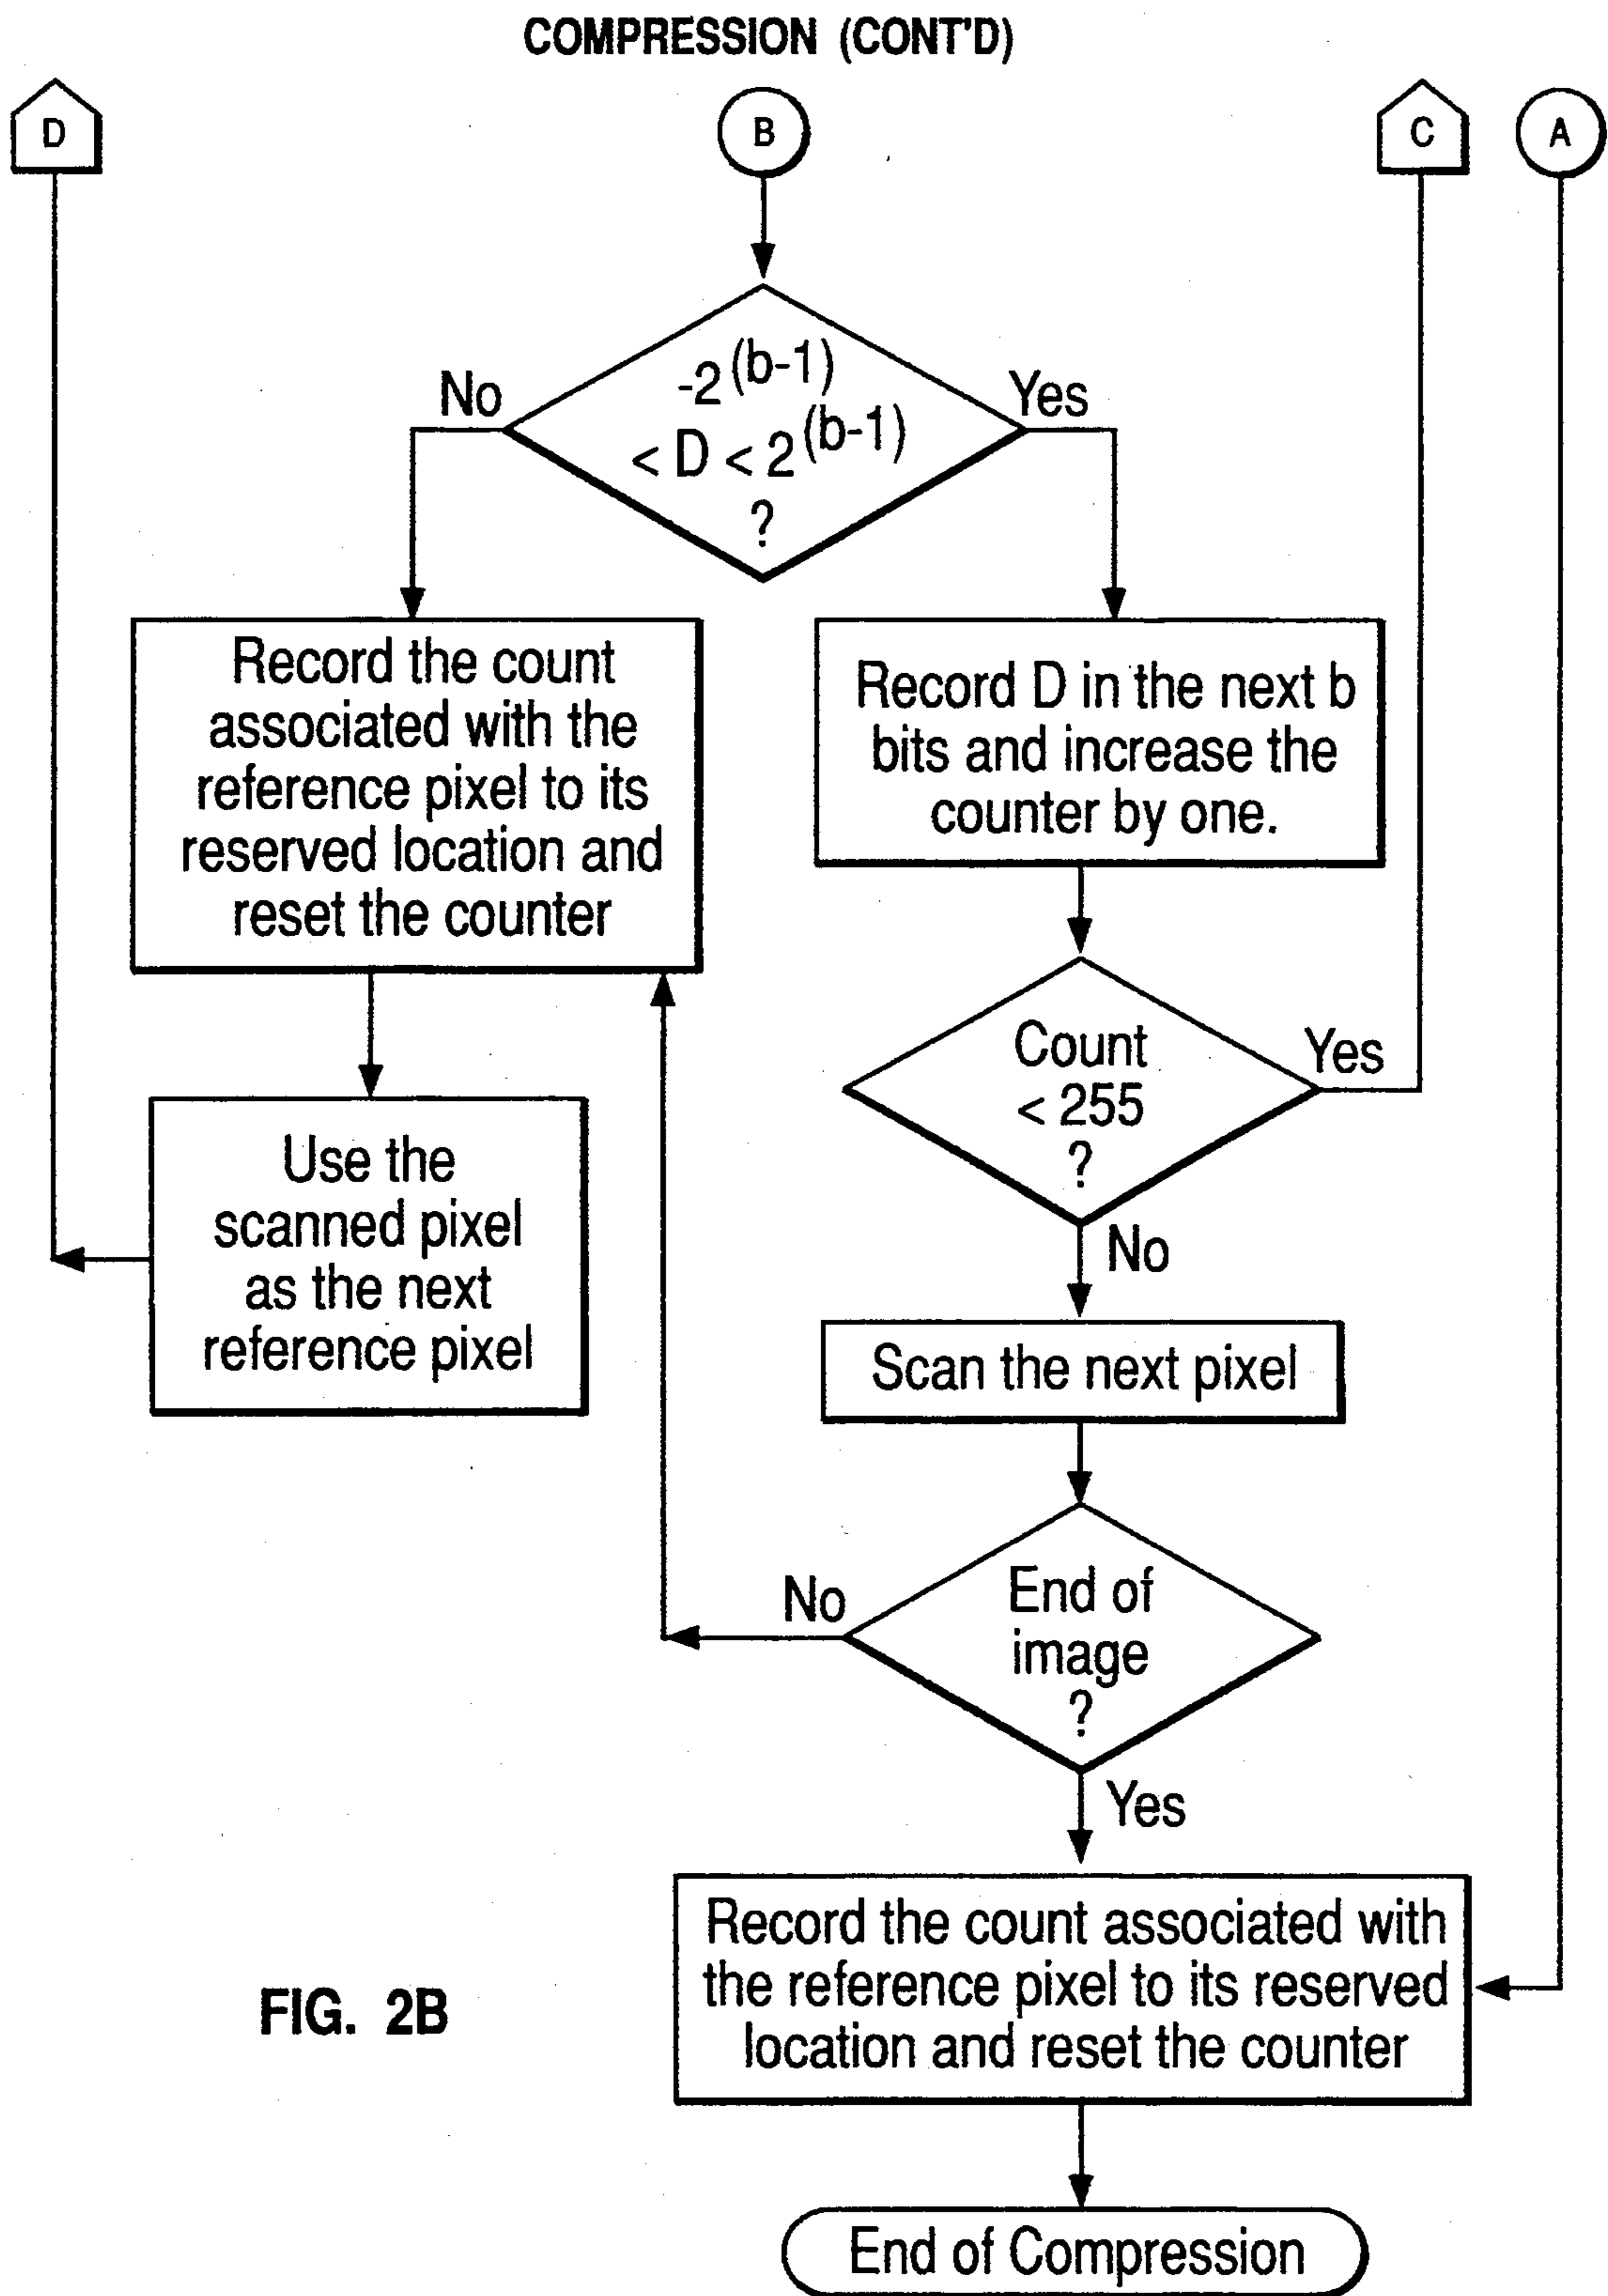 COMPRESSION (CONT'D)
D
B
C
A
-2^(b-1)
< D < 2^(b-1)
?
No
Yes
Record the count
associated with the
reference pixel to its
reserved location and
reset the counter
Record D in the next b
bits and increase the
counter by one.
Count
< 255
?
Yes
No
Use the
scanned pixel
as the next
reference pixel
Scan the next pixel
End of
image
?
No
Yes
Record the count associated with
the reference pixel to its reserved
location and reset the counter
FIG. 2B
End of Compression